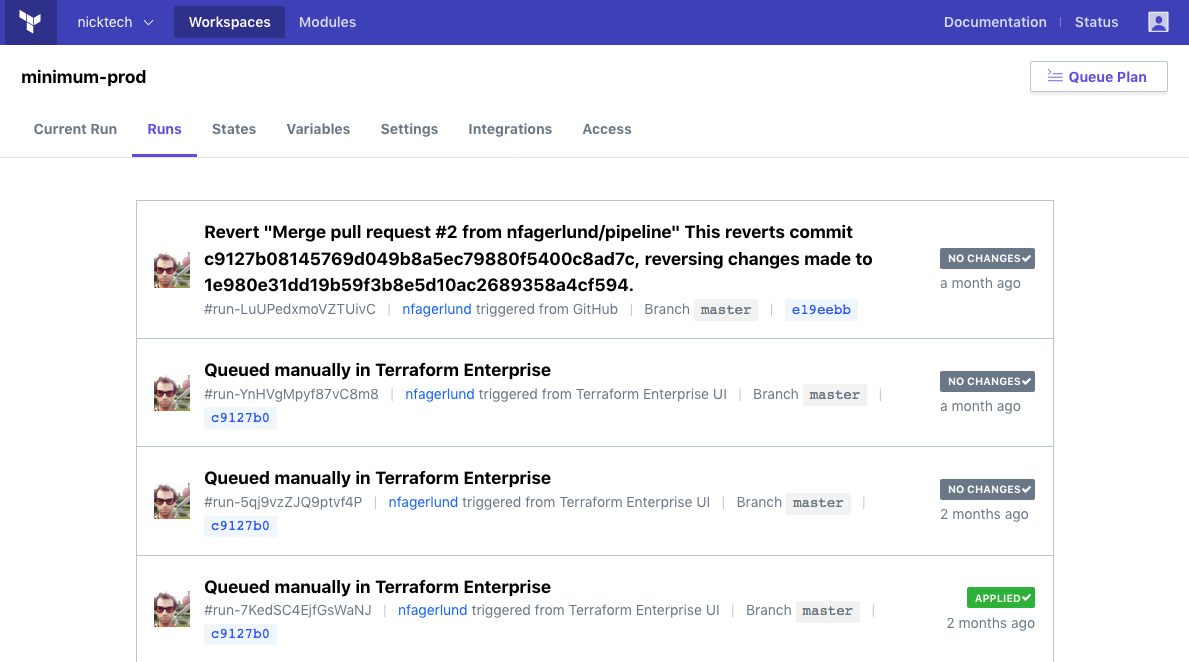 nicktech Workspaces Modules Documentation Status
minimum-prod
Queue Plan
Current Run Runs States Variables Settings Integrations Access
Revert "Merge pull request #2 from nfagerlund/pipeline" This reverts commit
c9127b08145769d049b8a5ec79880f5400c8ad7c, reversing changes made to
1e980e31dd19b59f3b8e5d10ac2689358a4cf594.
#run-LuUPedxmoVZTUivC | nfagerlund triggered from GitHub | Branch master | e19eebb
NO CHANGES✔
a month ago
Queued manually in Terraform Enterprise
#run-YnHVgMpyf87vC8m8 | nfagerlund triggered from Terraform Enterprise UI | Branch master |
c9127b0
NO CHANGES✔
a month ago
Queued manually in Terraform Enterprise
#run-5qj9vzZJQ9ptvf4P | nfagerlund triggered from Terraform Enterprise UI | Branch master |
c9127b0
NO CHANGES✔
2 months ago
Queued manually in Terraform Enterprise
#run-7KedSC4EjfGsWaNJ | nfagerlund triggered from Terraform Enterprise UI | Branch master |
c9127b0
APPLIED✔
2 months ago